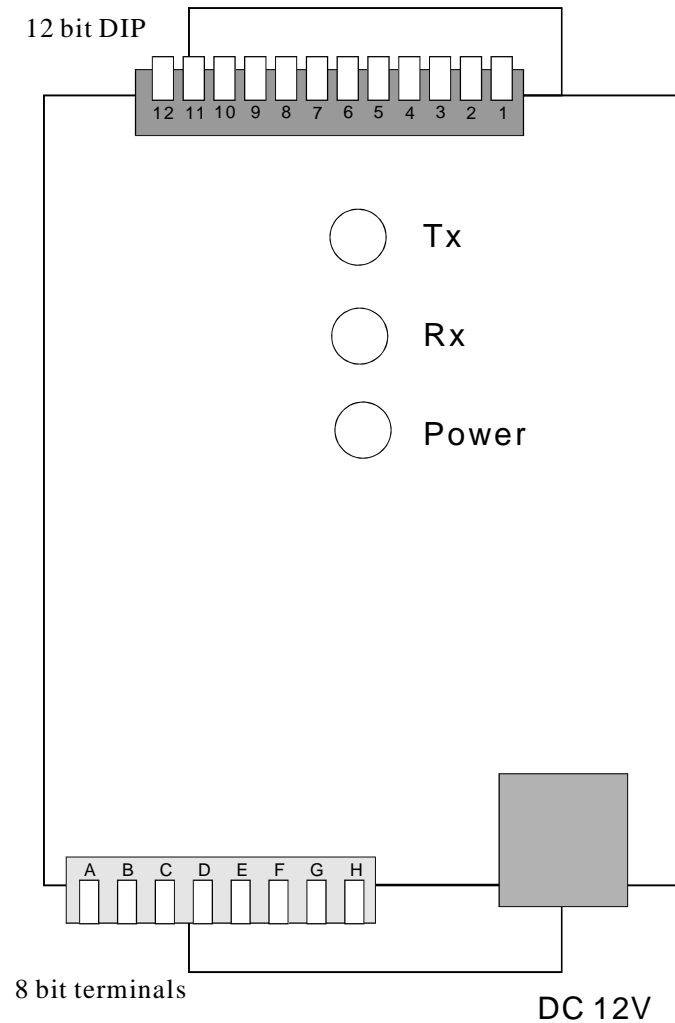 12 bit DIP
12 11 10 9 8 7 6 5 4 3 2 1
Tx
Rx
Power
A B C D E F G H
8 bit terminals
DC 12V